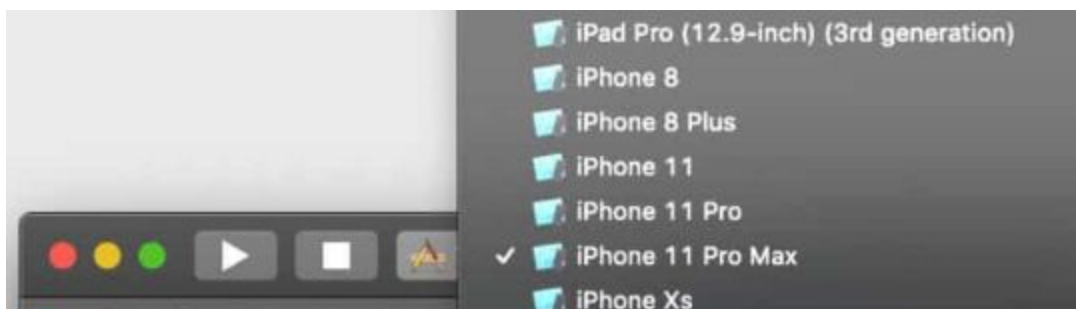 iPad Pro (12.9-inch) (3rd generation)
iPhone 8
iPhone 8 Plus
iPhone 11
iPhone 11 Pro
iPhone 11 Pro Max
iPhone Xs